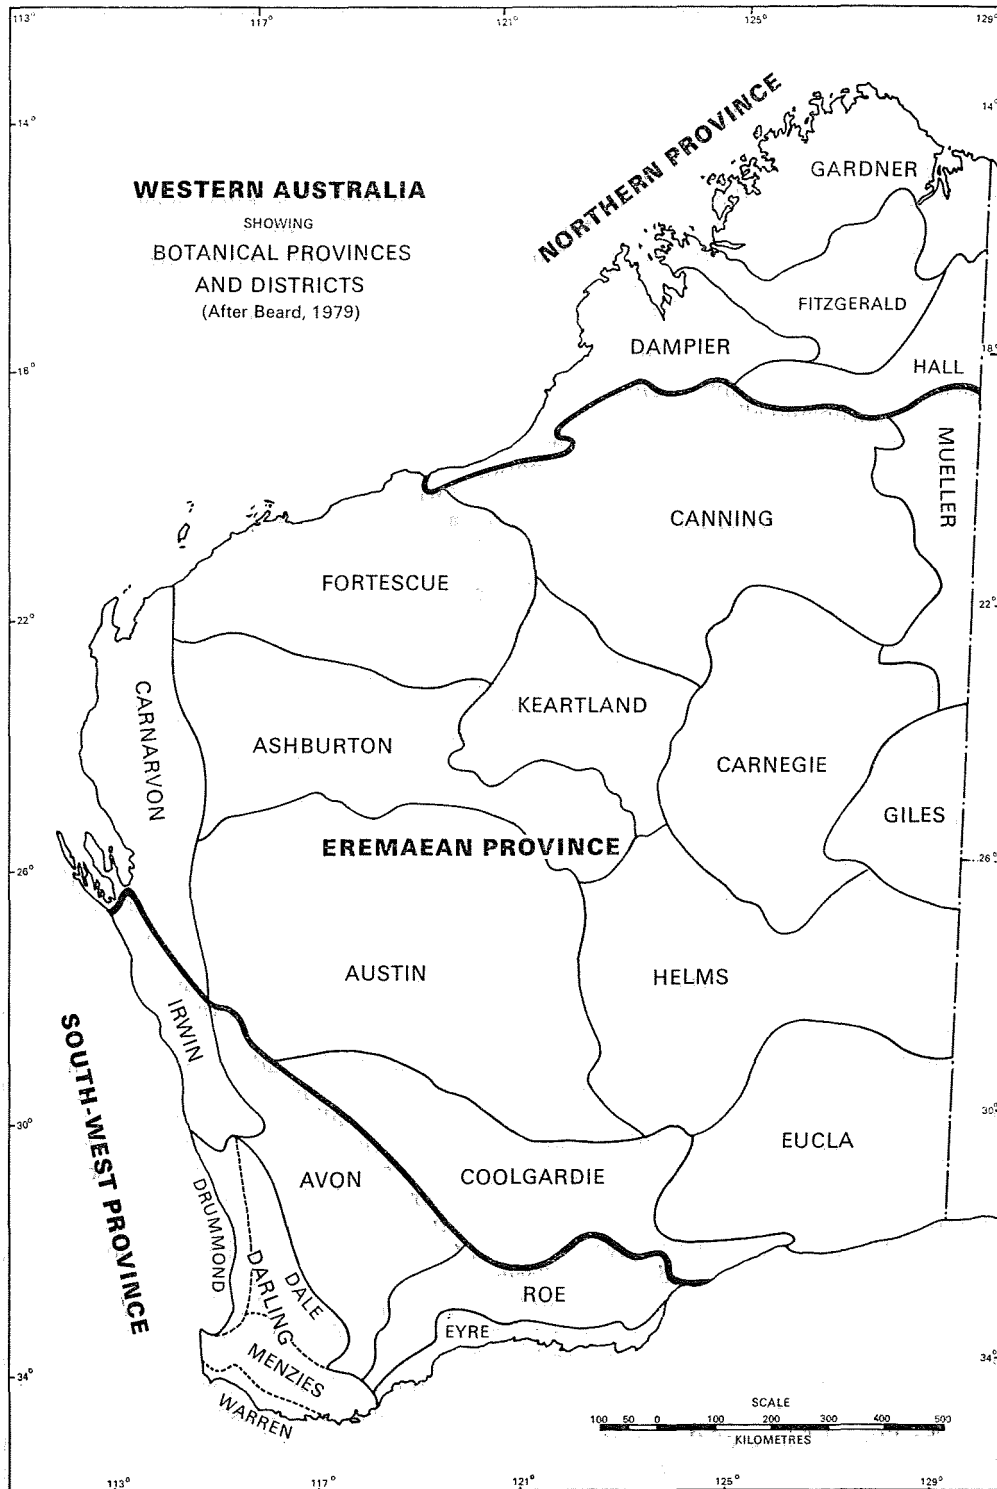 113°
117°
121°
125°
129°
14°
14°
NORTHERN PROVINCE
GARDNER
WESTERN AUSTRALIA
SHOWING
BOTANICAL PROVINCES
AND DISTRICTS
(After Beard, 1979)
FITZGERALD
DAMPIER
18°
18°
HALL
MUELLER
CANNING
FORTESCUE
22°
22°
CARNARVON
KEARTLAND
ASHBURTON
CARNEGIE
GILES
EREMAEAN PROVINCE
26°
26°
AUSTIN
HELMS
IRWIN
SOUTH-WEST PROVINCE
30°
30°
EUCLA
AVON
COOLGARDIE
DRUMMOND
DARLING
DALE
ROE
EYRE
MENZIES
34°
34°
WARREN
SCALE
100 50 0 100 200 300 400 500
KILOMETRES
113°
117°
121°
125°
129°